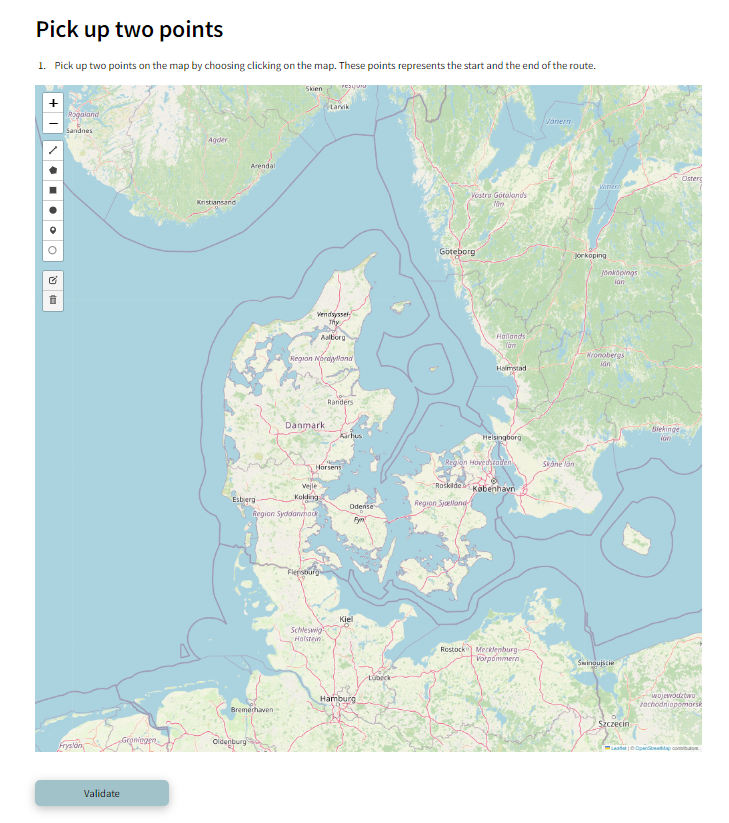 Pick up two points
1. Pick up two points on the map by choosing clicking on the map. These points represents the start and the end of the route.
+
−
Skien
Vestfold
Larvik
Rogaland
Sandnes
Agder
Arendal
Kristiansand
Vänern
Västra Götalands
län
Göteborg
Jönköping
Jönköpings
län
Hallands
län
Kronobergs
län
Halmstad
Vendsyssel-
Thy
Aalborg
Region Nordjylland
Randers
Danmark
Aarhus
Horsens
Vejle
Kolding
Esbjerg
Region Syddanmark
Odense
Fyn
Helsingborg
Region Hovedstaden
Skåne län
Blekinge
län
Roskilde
København
Region Sjælland
Flensburg
Kiel
Schleswig-
Holstein
Rostock
Mecklenburg-
Vorpommern
Świnoujście
Lübeck
Hamburg
Bremerhaven
Szczecin
województwo
zachodniopomorsk
Fryslân
Groningen
Oldenburg
Leaflet | © OpenStreetMap contributors
Validate